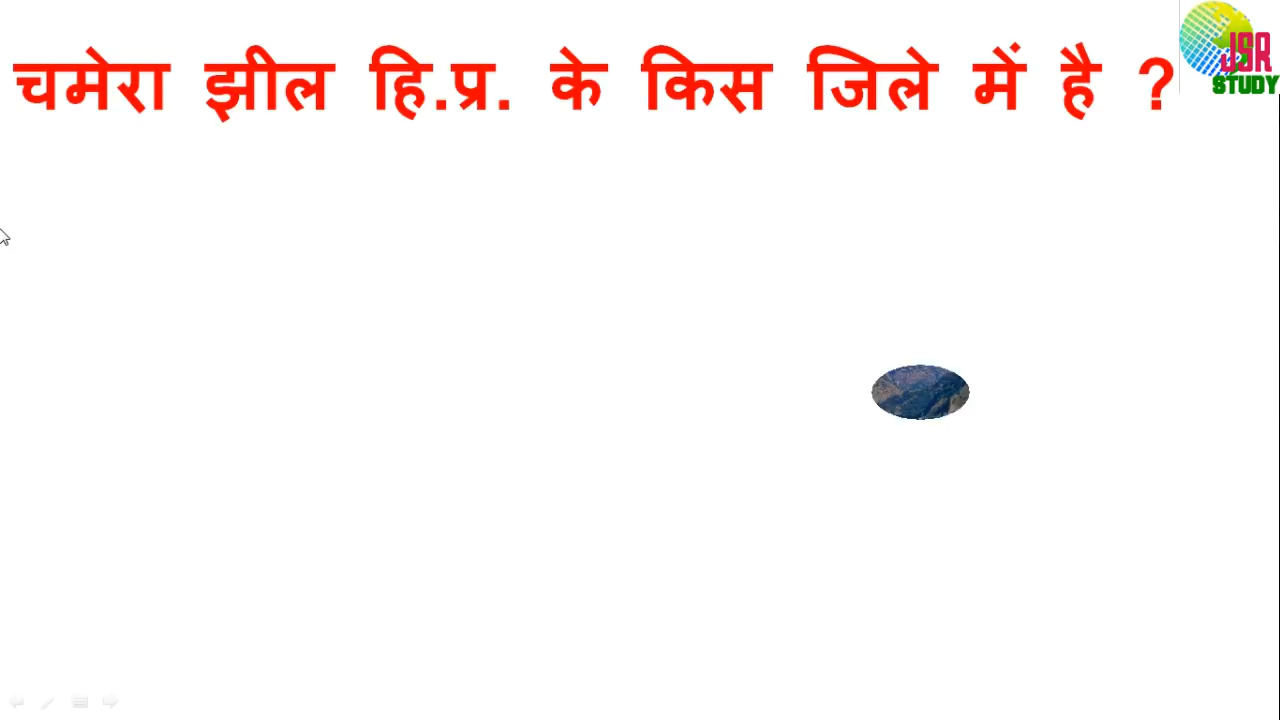 चमेरा झील हि.प्र. के किस जिले में है ?
JSR
STUDY